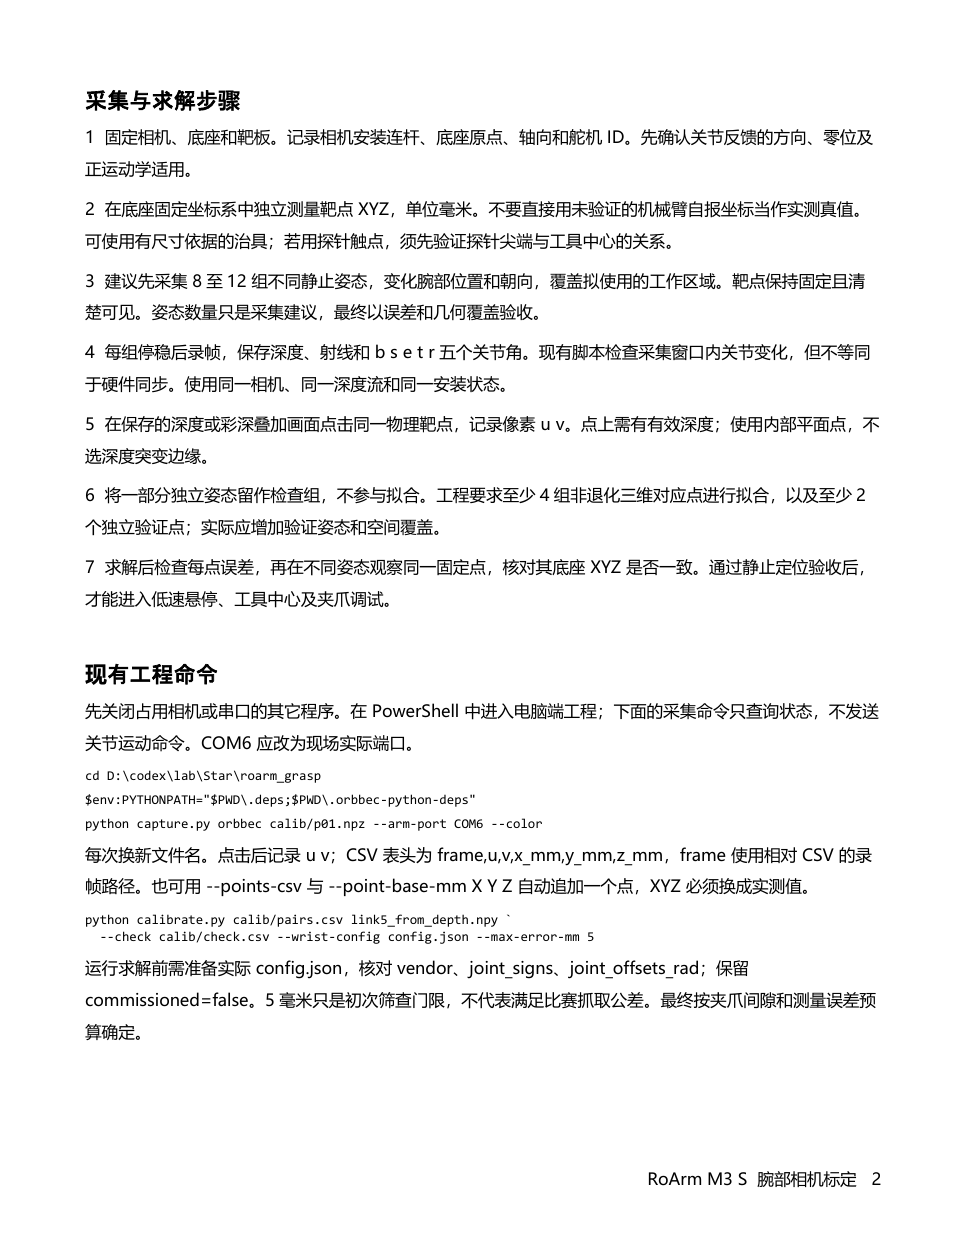 采集与求解步骤
1 固定相机、底座和靶板。记录相机安装连杆、底座原点、轴向和舵机 ID。先确认关节反馈的方向、零位及
正运动学适用。
2 在底座固定坐标系中独立测量靶点 XYZ，单位毫米。不要直接用未验证的机械臂自报坐标当作实测真值。
可使用有尺寸依据的治具；若用探针触点，须先验证探针尖端与工具中心的关系。
3 建议先采集 8 至 12 组不同静止姿态，变化腕部位置和朝向，覆盖拟使用的工作区域。靶点保持固定且清
楚可见。姿态数量只是采集建议，最终以误差和几何覆盖验收。
4 每组停稳后录帧，保存深度、射线和 b s e t r 五个关节角。现有脚本检查采集窗口内关节变化，但不等同
于硬件同步。使用同一相机、同一深度流和同一安装状态。
5 在保存的深度或彩深叠加画面点击同一物理靶点，记录像素 u v。点上需有有效深度；使用内部平面点，不
选深度突变边缘。
6 将一部分独立姿态留作检查组，不参与拟合。工程要求至少 4 组非退化三维对应点进行拟合，以及至少 2
个独立验证点；实际应增加验证姿态和空间覆盖。
7 求解后检查每点误差，再在不同姿态观察同一固定点，核对其底座 XYZ 是否一致。通过静止定位验收后，
才能进入低速悬停、工具中心及夹爪调试。
现有工程命令
先关闭占用相机或串口的其它程序。在 PowerShell 中进入电脑端工程；下面的采集命令只查询状态，不发送
关节运动命令。COM6 应改为现场实际端口。
cd D:\codex\lab\Star\roarm_grasp
$env:PYTHONPATH="$PWD\.deps;$PWD\.orbbec-python-deps"
python capture.py orbbec calib/p01.npz --arm-port COM6 --color
每次换新文件名。点击后记录 u v；CSV 表头为 frame,u,v,x_mm,y_mm,z_mm，frame 使用相对 CSV 的录
帧路径。也可用 --points-csv 与 --point-base-mm X Y Z 自动追加一个点，XYZ 必须换成实测值。
python calibrate.py calib/pairs.csv link5_from_depth.npy `
  --check calib/check.csv --wrist-config config.json --max-error-mm 5
运行求解前需准备实际 config.json，核对 vendor、joint_signs、joint_offsets_rad；保留
commissioned=false。5 毫米只是初次筛查门限，不代表满足比赛抓取公差。最终按夹爪间隙和测量误差预
算确定。
RoArm M3 S 腕部相机标定 2